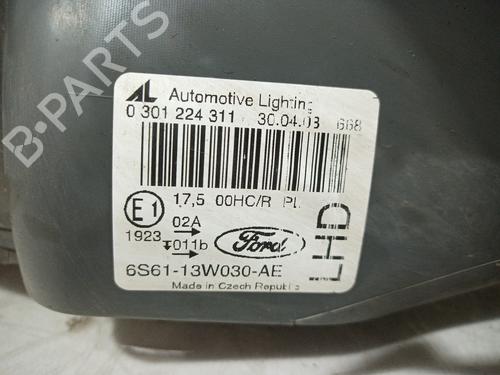 AL Automotive Lighting
0 301 224 311 30.04.08 668
17,5 00HC/R PL
E1 02A
1923 011b
Ford
6S61-13W030-AE
Made in Czech Republic
LHD
B-PARTS